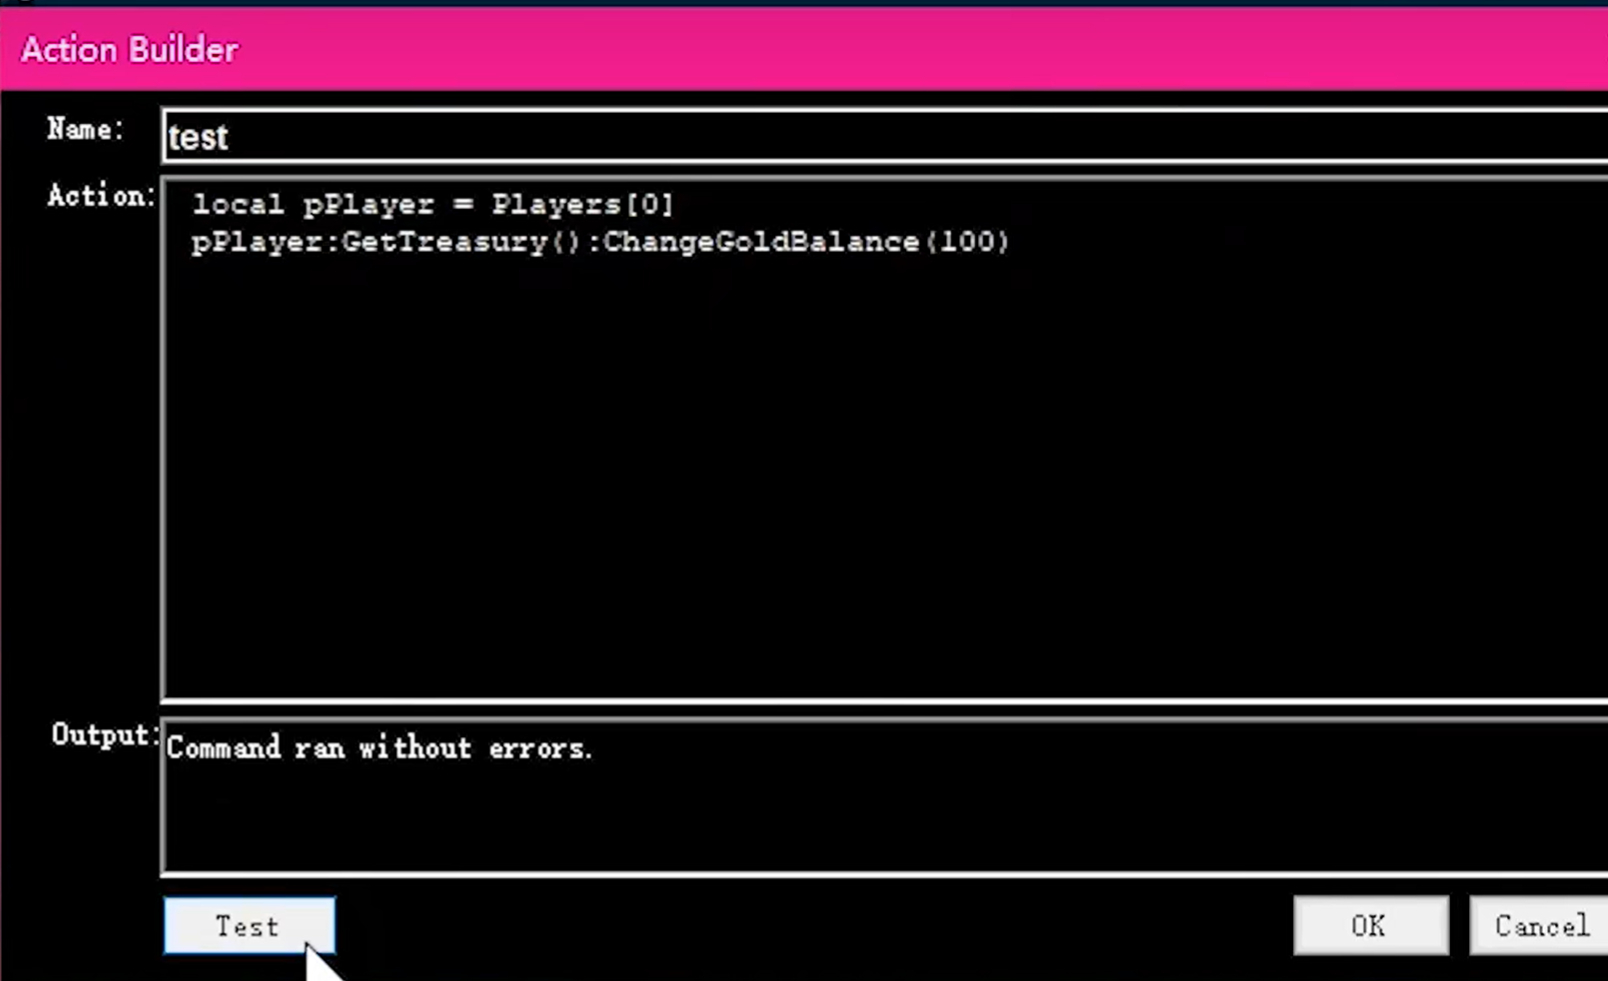 Action Builder
Name:
test
Action:
local pPlayer = Players[0]
pPlayer:GetTreasury():ChangeGoldBalance(100)
Output:
Command ran without errors.
Test
OK
Cancel